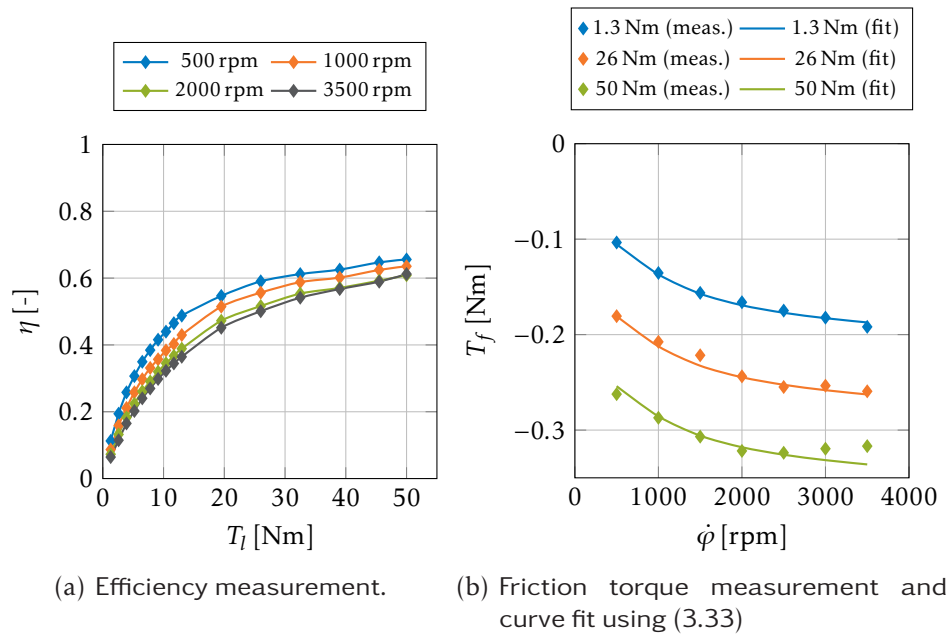 500 rpm 1000 rpm
2000 rpm 3500 rpm
1
0.8
0.6
0.4
0.2
0
0 10 20 30 40 50
η [-]
T_l [Nm]
(a) Efficiency measurement.
1.3 Nm (meas.) 1.3 Nm (fit)
26 Nm (meas.) 26 Nm (fit)
50 Nm (meas.) 50 Nm (fit)
0
−0.1
−0.2
−0.3
0 1000 2000 3000 4000
T_f [Nm]
φ̇ [rpm]
(b) Friction torque measurement and
curve fit using (3.33)